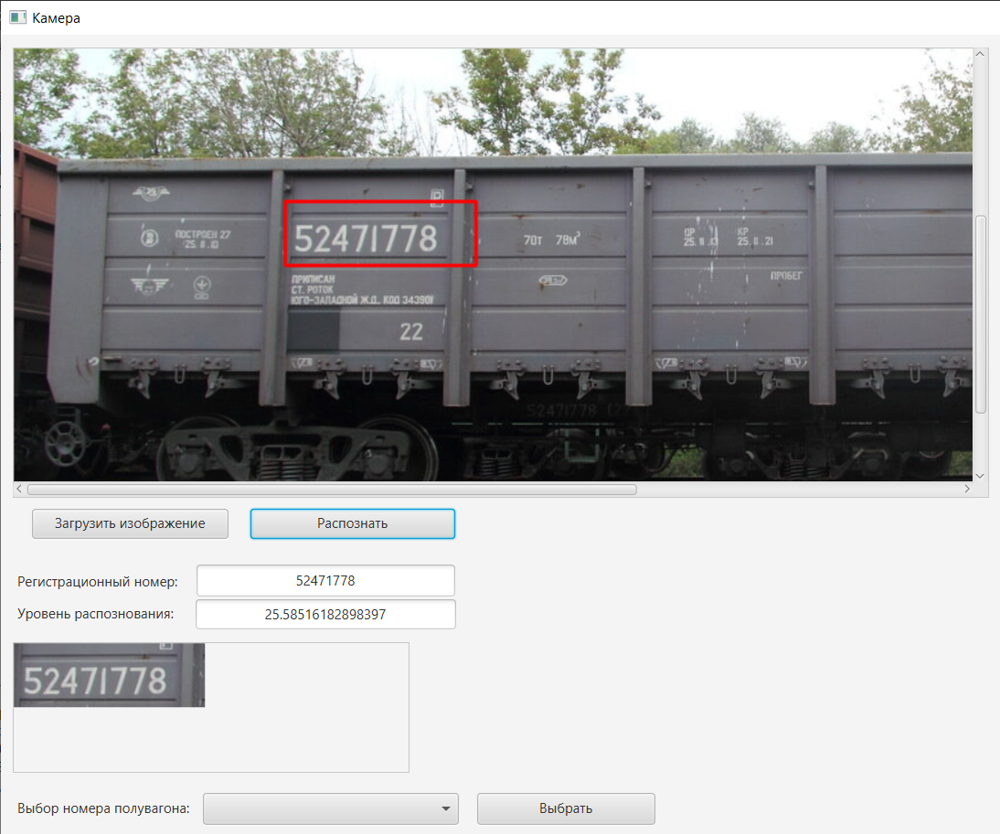 Камера
Р
ПОСТРОЕН 27
25. II .10
52471778
70т 78м³
ПР КР
25. II .13 25. II .21
ПРИПИСАН
СТ. РОТОК
ЮГО-ЗАПАДНОЙ Ж.Д. КОД 343901
ПРОБЕГ
22
52471778
Загрузить изображение
Распознать
Регистрационный номер:
52471778
Уровень распознования:
25.58516182898397
52471778
Выбор номера полувагона:
Выбрать